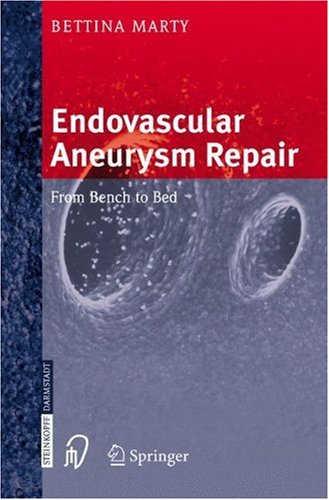 BETTINA MARTY
Endovascular
Aneurysm Repair
From Bench to Bed
STEINKOPFF
DARMSTADT
Springer